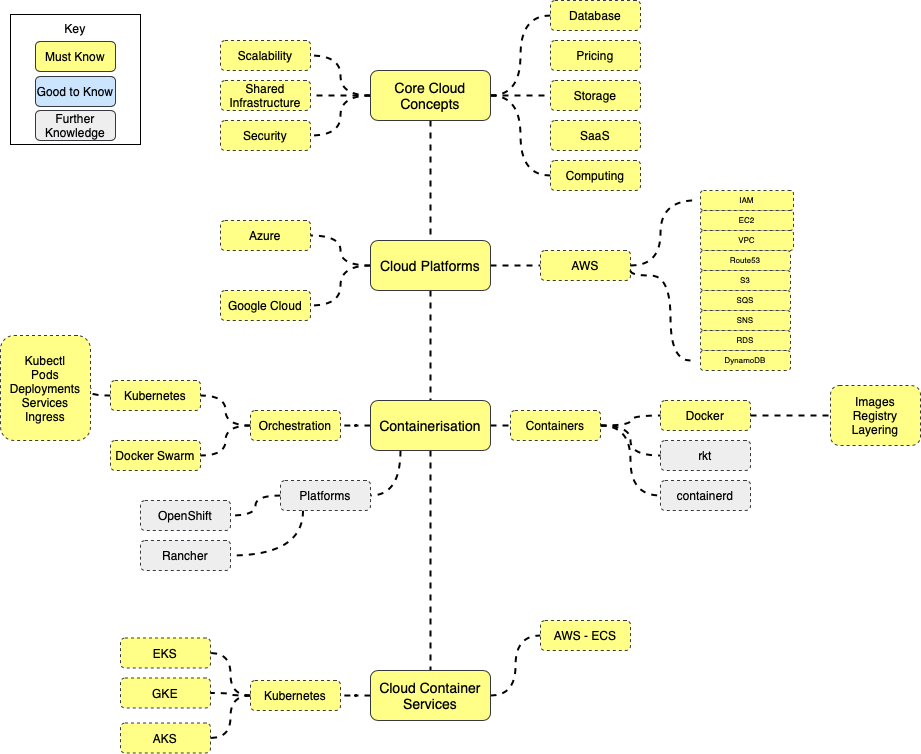 Key
Must Know
Good to Know
Further
Knowledge
Scalability
Shared
Infrastructure
Security
Core Cloud
Concepts
Database
Pricing
Storage
SaaS
Computing
Azure
Google Cloud
Cloud Platforms
AWS
IAM
EC2
VPC
Route53
S3
SQS
SNS
RDS
DynamoDB
Kubectl
Pods
Deployments
Services
Ingress
Kubernetes
Docker Swarm
Orchestration
Containerisation
Containers
Docker
rkt
containerd
Images
Registry
Layering
Platforms
OpenShift
Rancher
EKS
GKE
AKS
Kubernetes
Cloud Container
Services
AWS - ECS